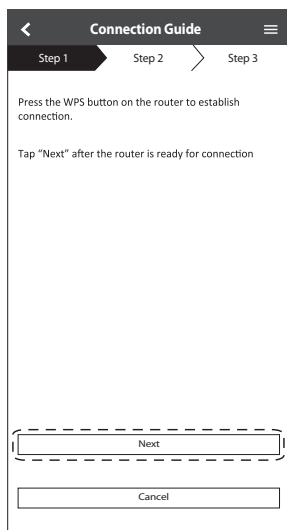 Connection Guide
Step 1 Step 2 Step 3
Press the WPS button on the router to establish
connection.
Tap “Next” after the router is ready for connection
Next
Cancel